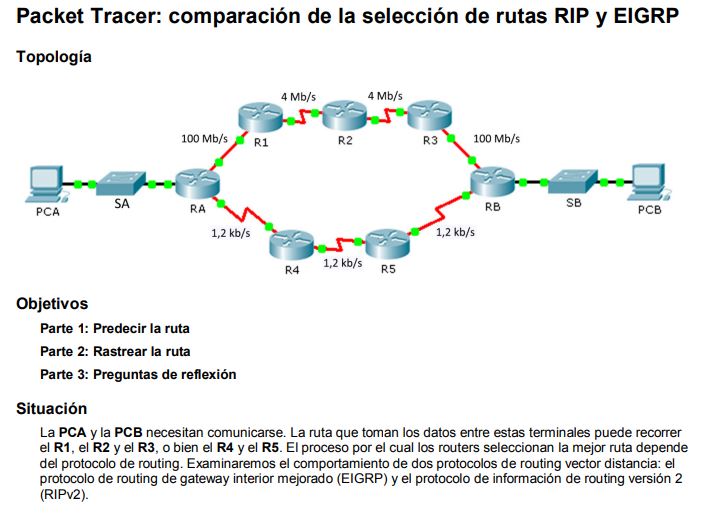 Packet Tracer: comparación de la selección de rutas RIP y EIGRP
Topología
4 Mb/s
4 Mb/s
100 Mb/s
R1
R2
R3
100 Mb/s
PCA
SA
RA
RB
SB
PCB
1,2 kb/s
1,2 kb/s
1,2 kb/s
R4
R5
Objetivos
Parte 1: Predecir la ruta
Parte 2: Rastrear la ruta
Parte 3: Preguntas de reflexión
Situación
La PCA y la PCB necesitan comunicarse. La ruta que toman los datos entre estas terminales puede recorrer
el R1, el R2 y el R3, o bien el R4 y el R5. El proceso por el cual los routers seleccionan la mejor ruta depende
del protocolo de routing. Examinaremos el comportamiento de dos protocolos de routing vector distancia: el
protocolo de routing de gateway interior mejorado (EIGRP) y el protocolo de información de routing versión 2
(RIPv2).